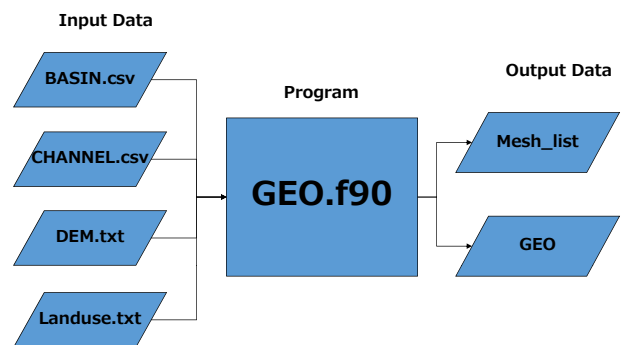 Input Data
BASIN.csv
CHANNEL.csv
DEM.txt
Landuse.txt
Program
GEO.f90
Output Data
Mesh_list
GEO